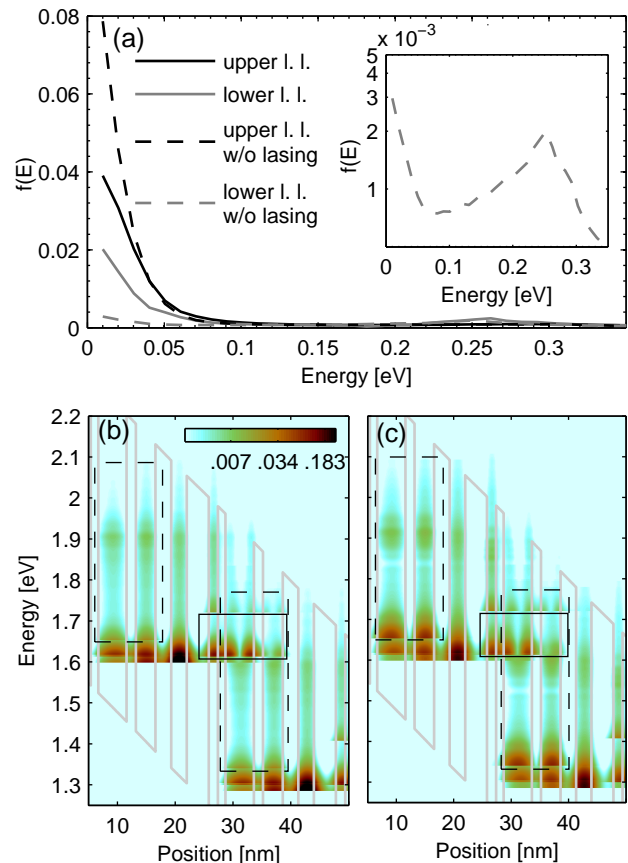 (a)
upper l. l.
lower l. l.
upper l. l.
w/o lasing
lower l. l.
w/o lasing
f(E)
0.08
0.06
0.04
0.02
0
0 0.05 0.1 0.15 0.2 0.25 0.3
Energy [eV]
x 10⁻³
5
3
2
1
f(E)
0 0.1 0.2 0.3
Energy [eV]
(b)
.007 .034 .183
(c)
Energy [eV]
2.2
2.1
2
1.9
1.8
1.7
1.6
1.5
1.4
1.3
10 20 30 40
Position [nm]
10 20 30 40
Position [nm]